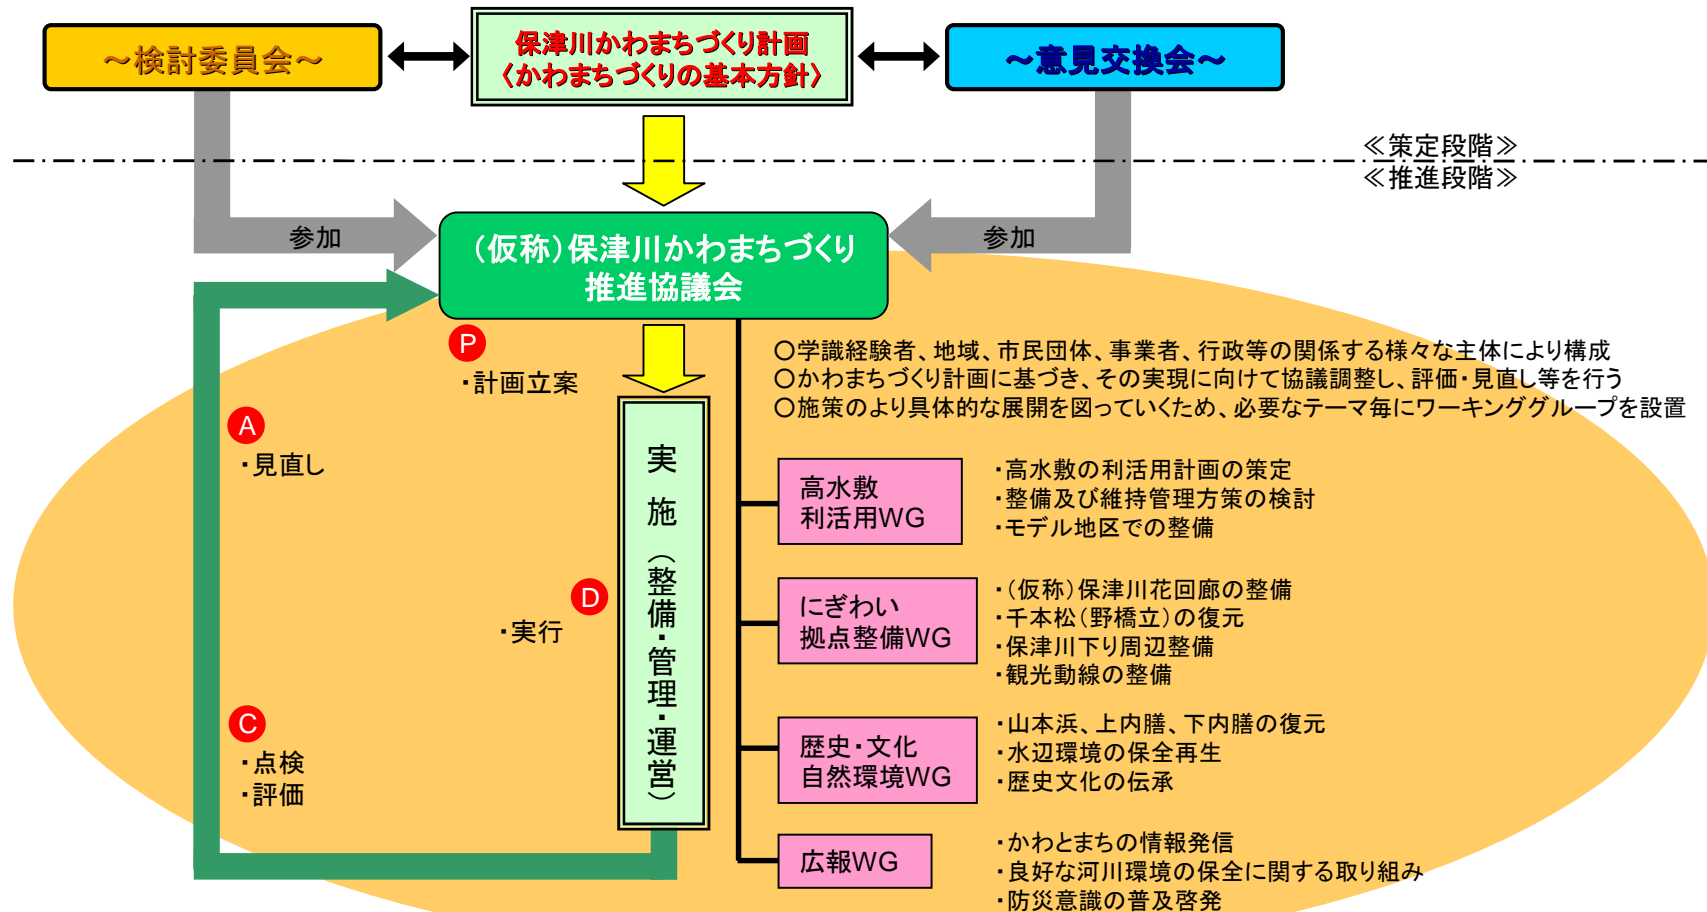 ～検討委員会～
保津川かわまちづくり計画
〈かわまちづくりの基本方針〉
～意見交換会～
≪策定段階≫
≪推進段階≫
参加
参加
（仮称）保津川かわまちづくり
推進協議会
P
・計画立案
○学識経験者、地域、市民団体、事業者、行政等の関係する様々な主体により構成
○かわまちづくり計画に基づき、その実現に向けて協議調整し、評価・見直し等を行う
○施策のより具体的な展開を図っていくため、必要なテーマ毎にワーキンググループを設置
A
・見直し
実施（整備・管理・運営）
D
・実行
C
・点検
・評価
高水敷
利活用WG
・高水敷の利活用計画の策定
・整備及び維持管理方策の検討
・モデル地区での整備
にぎわい
拠点整備WG
・（仮称）保津川花回廊の整備
・千本松（野橋立）の復元
・保津川下り周辺整備
・観光動線の整備
歴史・文化
自然環境WG
・山本浜、上内膳、下内膳の復元
・水辺環境の保全再生
・歴史文化の伝承
広報WG
・かわとまちの情報発信
・良好な河川環境の保全に関する取り組み
・防災意識の普及啓発